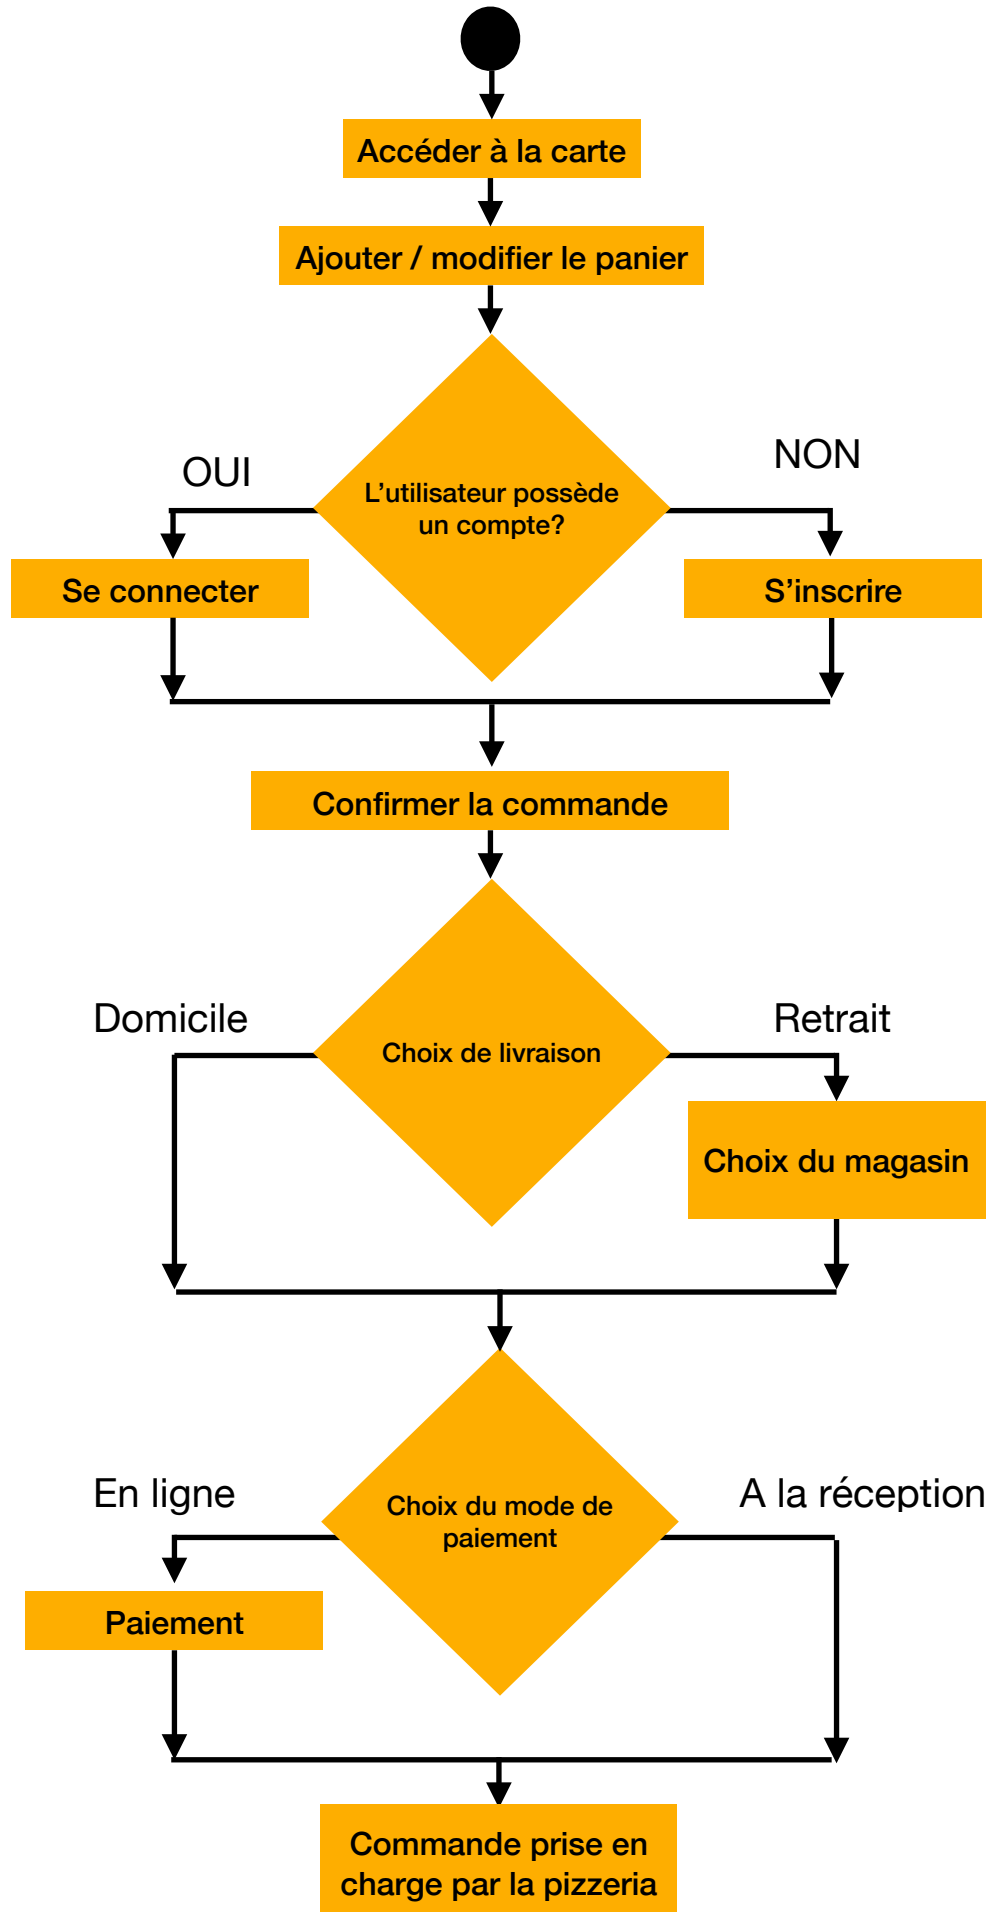 Accéder à la carte
Ajouter / modifier le panier
OUI
NON
L’utilisateur possède
un compte?
Se connecter
S’inscrire
Confirmer la commande
Domicile
Retrait
Choix de livraison
Choix du magasin
En ligne
A la réception
Choix du mode de
paiement
Paiement
Commande prise en
charge par la pizzeria